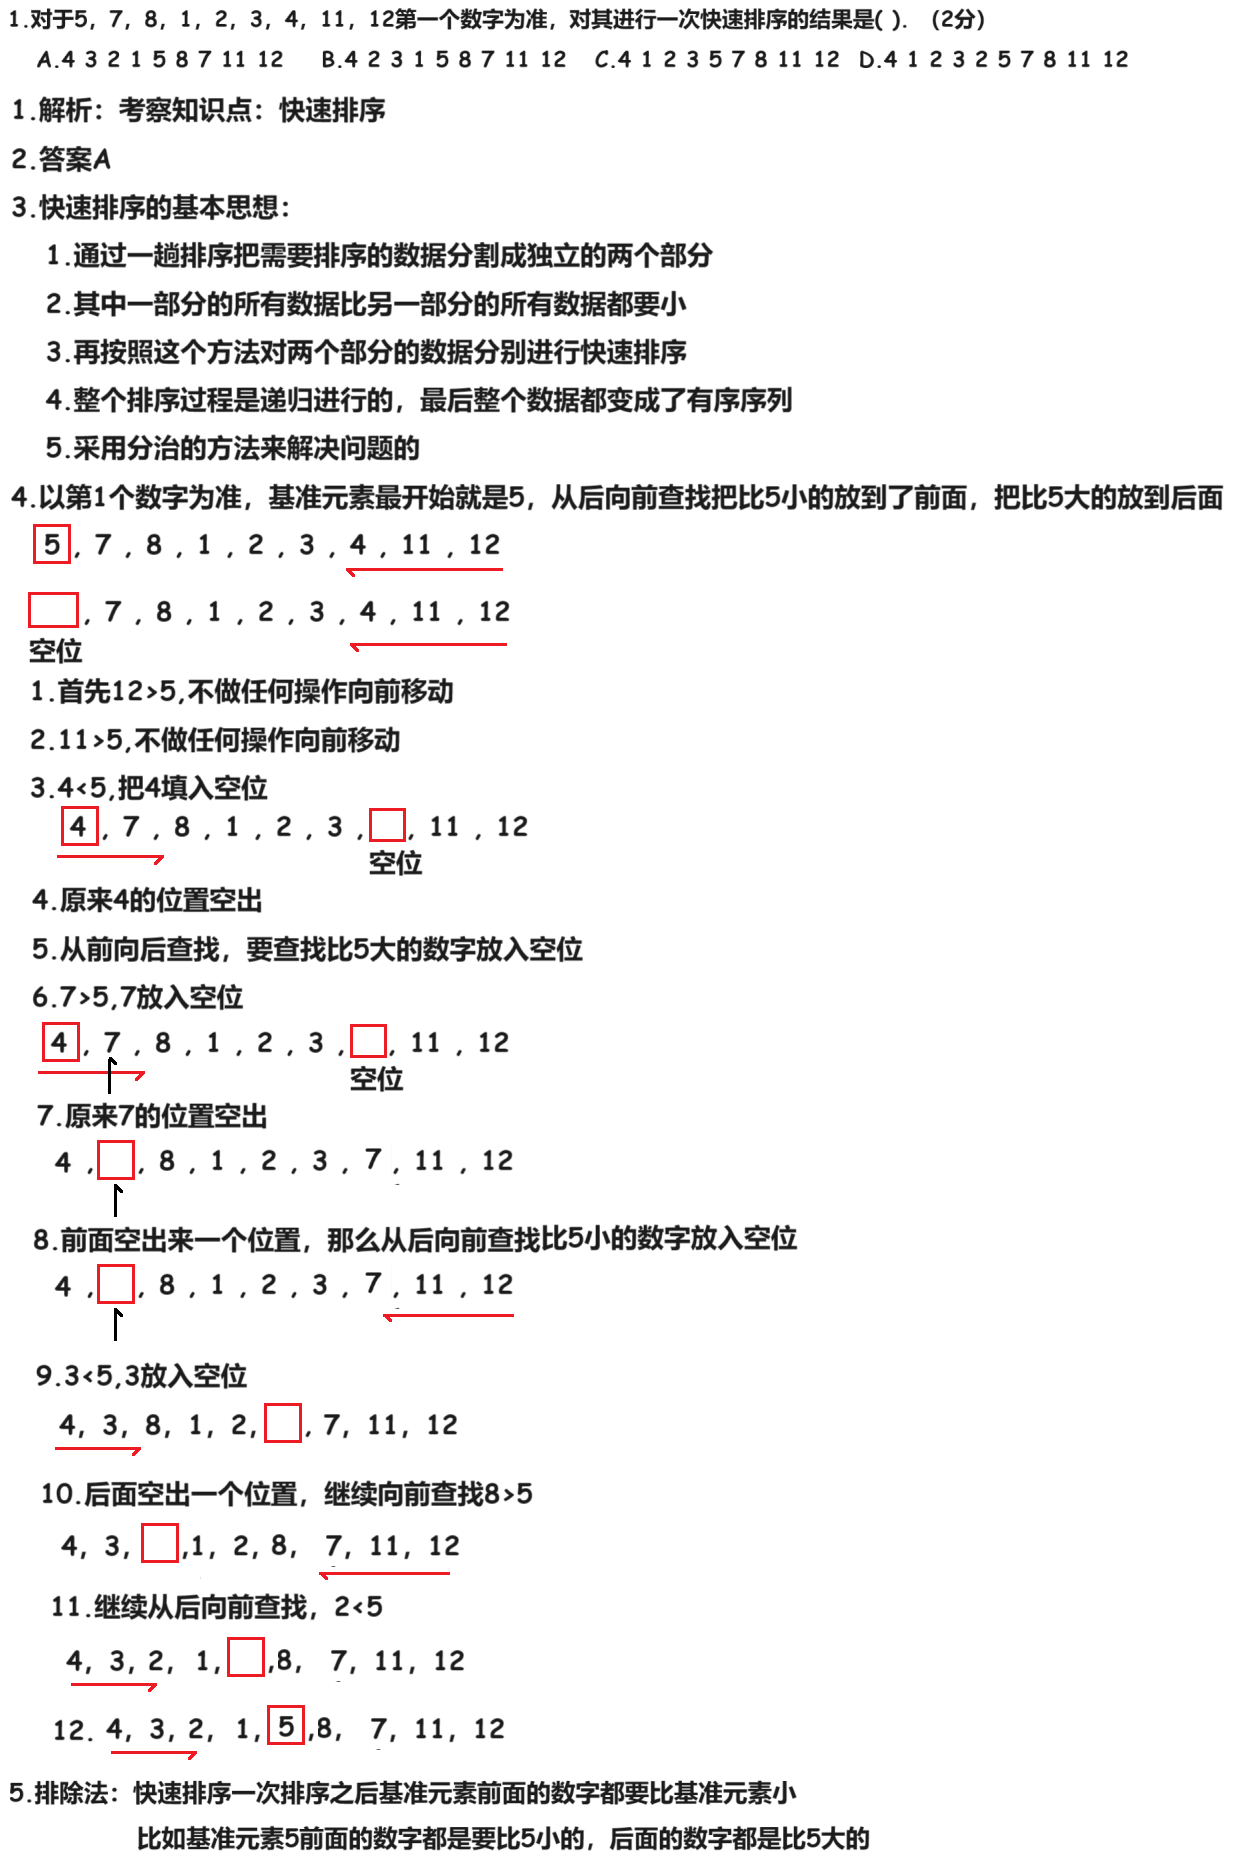 1.对于5，7，8，1，2，3，4，11，12第一个数字为准，对其进行一次快速排序的结果是( ). （2分）
A.4 3 2 1 5 8 7 11 12 B.4 2 3 1 5 8 7 11 12 C.4 1 2 3 5 7 8 11 12 D.4 1 2 3 2 5 7 8 11 12
1.解析：考察知识点：快速排序
2.答案A
3.快速排序的基本思想：
1.通过一趟排序把需要排序的数据分割成独立的两个部分
2.其中一部分的所有数据比另一部分的所有数据都要小
3.再按照这个方法对两个部分的数据分别进行快速排序
4.整个排序过程是递归进行的，最后整个数据都变成了有序序列
5.采用分治的方法来解决问题的
4.以第1个数字为准，基准元素最开始就是5，从后向前查找把比5小的放到了前面，把比5大的放到后面
5 , 7 , 8 , 1 , 2 , 3 , 4 , 11 , 12
, 7 , 8 , 1 , 2 , 3 , 4 , 11 , 12
空位
1.首先12>5,不做任何操作向前移动
2.11>5,不做任何操作向前移动
3.4<5,把4填入空位
4 , 7 , 8 , 1 , 2 , 3 , , 11 , 12
空位
4.原来4的位置空出
5.从前向后查找，要查找比5大的数字放入空位
6.7>5,7放入空位
4 , 7 , 8 , 1 , 2 , 3 , , 11 , 12
空位
7.原来7的位置空出
4 , , 8 , 1 , 2 , 3 , 7 , 11 , 12
8.前面空出来一个位置，那么从后向前查找比5小的数字放入空位
4 , , 8 , 1 , 2 , 3 , 7 , 11 , 12
9.3<5,3放入空位
4, 3, 8, 1, 2, , 7, 11, 12
10.后面空出一个位置，继续向前查找8>5
4, 3, ,1, 2, 8, 7, 11, 12
11.继续从后向前查找，2<5
4, 3, 2, 1, ,8, 7, 11, 12
12. 4, 3, 2, 1, 5 ,8, 7, 11, 12
5.排除法：快速排序一次排序之后基准元素前面的数字都要比基准元素小
比如基准元素5前面的数字都是要比5小的，后面的数字都是比5大的